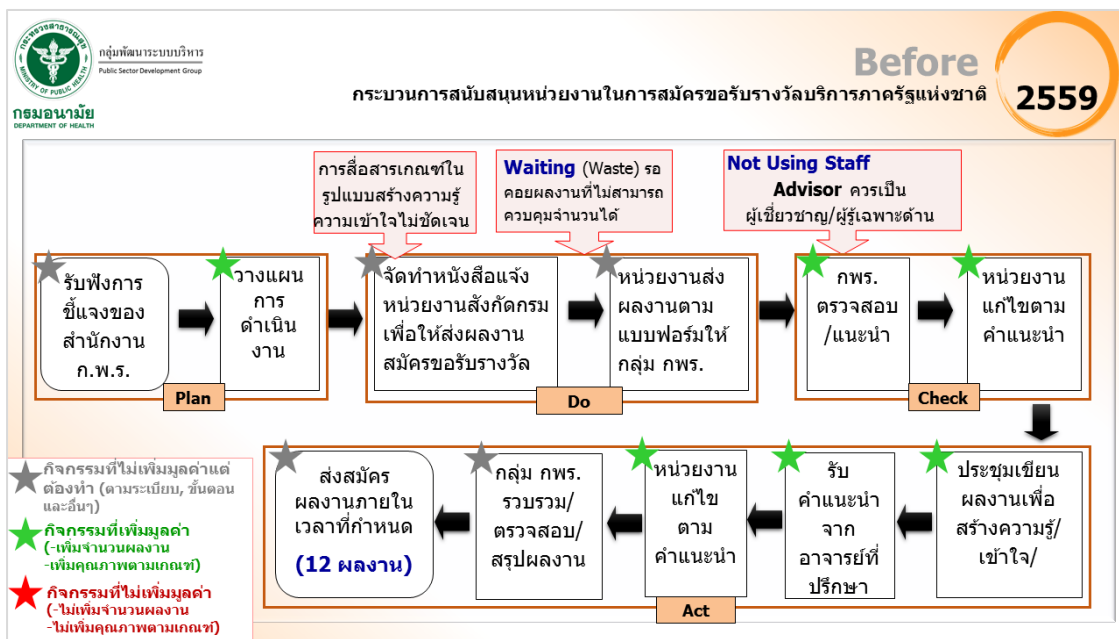 กระทรวงสาธารณสุข
MINISTRY OF PUBLIC HEALTH
กรมอนามัย
DEPARTMENT OF HEALTH
กลุ่มพัฒนาระบบบริหาร
Public Sector Development Group
Before
2559
กระบวนการสนับสนุนหน่วยงานในการสมัครขอรับรางวัลบริการภาครัฐแห่งชาติ
การสื่อสารเกณฑ์ใน
รูปแบบสร้างความรู้
ความเข้าใจไม่ชัดเจน
Waiting (Waste) รอ
คอยผลงานที่ไม่สามารถ
ควบคุมจำนวนได้
Not Using Staff
Advisor ควรเป็น
ผู้เชี่ยวชาญ/ผู้รู้เฉพาะด้าน
รับฟังการ
ชี้แจงของ
สำนักงาน
ก.พ.ร.
วางแผน
การ
ดำเนิน
งาน
Plan
จัดทำหนังสือแจ้ง
หน่วยงานสังกัดกรม
เพื่อให้ส่งผลงาน
สมัครขอรับรางวัล
หน่วยงานส่ง
ผลงานตาม
แบบฟอร์มให้
กลุ่ม กพร.
Do
กพร.
ตรวจสอบ
/แนะนำ
หน่วยงาน
แก้ไขตาม
คำแนะนำ
Check
ประชุมเขียน
ผลงานเพื่อ
สร้างความรู้/
เข้าใจ/
รับ
คำแนะนำ
จาก
อาจารย์ที่
ปรึกษา
หน่วยงาน
แก้ไข
ตาม
คำแนะนำ
กลุ่ม กพร.
รวบรวม/
ตรวจสอบ/
สรุปผลงาน
ส่งสมัคร
ผลงานภายใน
เวลาที่กำหนด
(12 ผลงาน)
Act
กิจกรรมที่ไม่เพิ่มมูลค่าแต่
ต้องทำ (ตามระเบียบ, ขั้นตอน
และอื่นๆ)
กิจกรรมที่เพิ่มมูลค่า
(-เพิ่มจำนวนผลงาน
-เพิ่มคุณภาพตามเกณฑ์)
กิจกรรมที่ไม่เพิ่มมูลค่า
(-ไม่เพิ่มจำนวนผลงาน
-ไม่เพิ่มคุณภาพตามเกณฑ์)